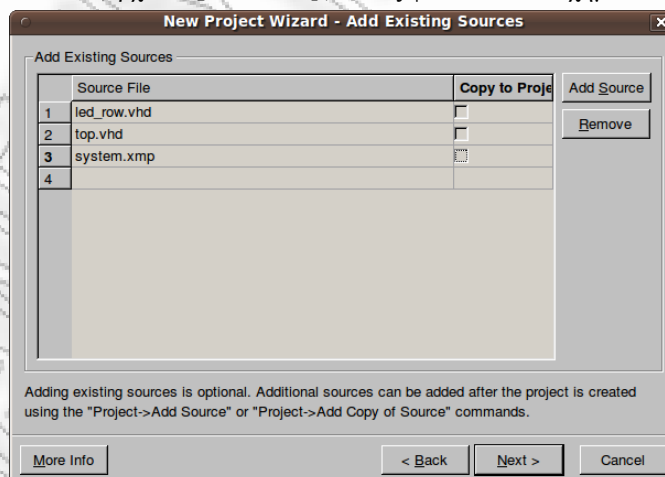 New Project Wizard - Add Existing Sources
Add Existing Sources
Source File Copy to Proje Add Source
1 led_row.vhd Remove
2 top.vhd
3 system.xmp
4
Adding existing sources is optional. Additional sources can be added after the project is created
using the "Project->Add Source" or "Project->Add Copy of Source" commands.
More Info < Back Next > Cancel